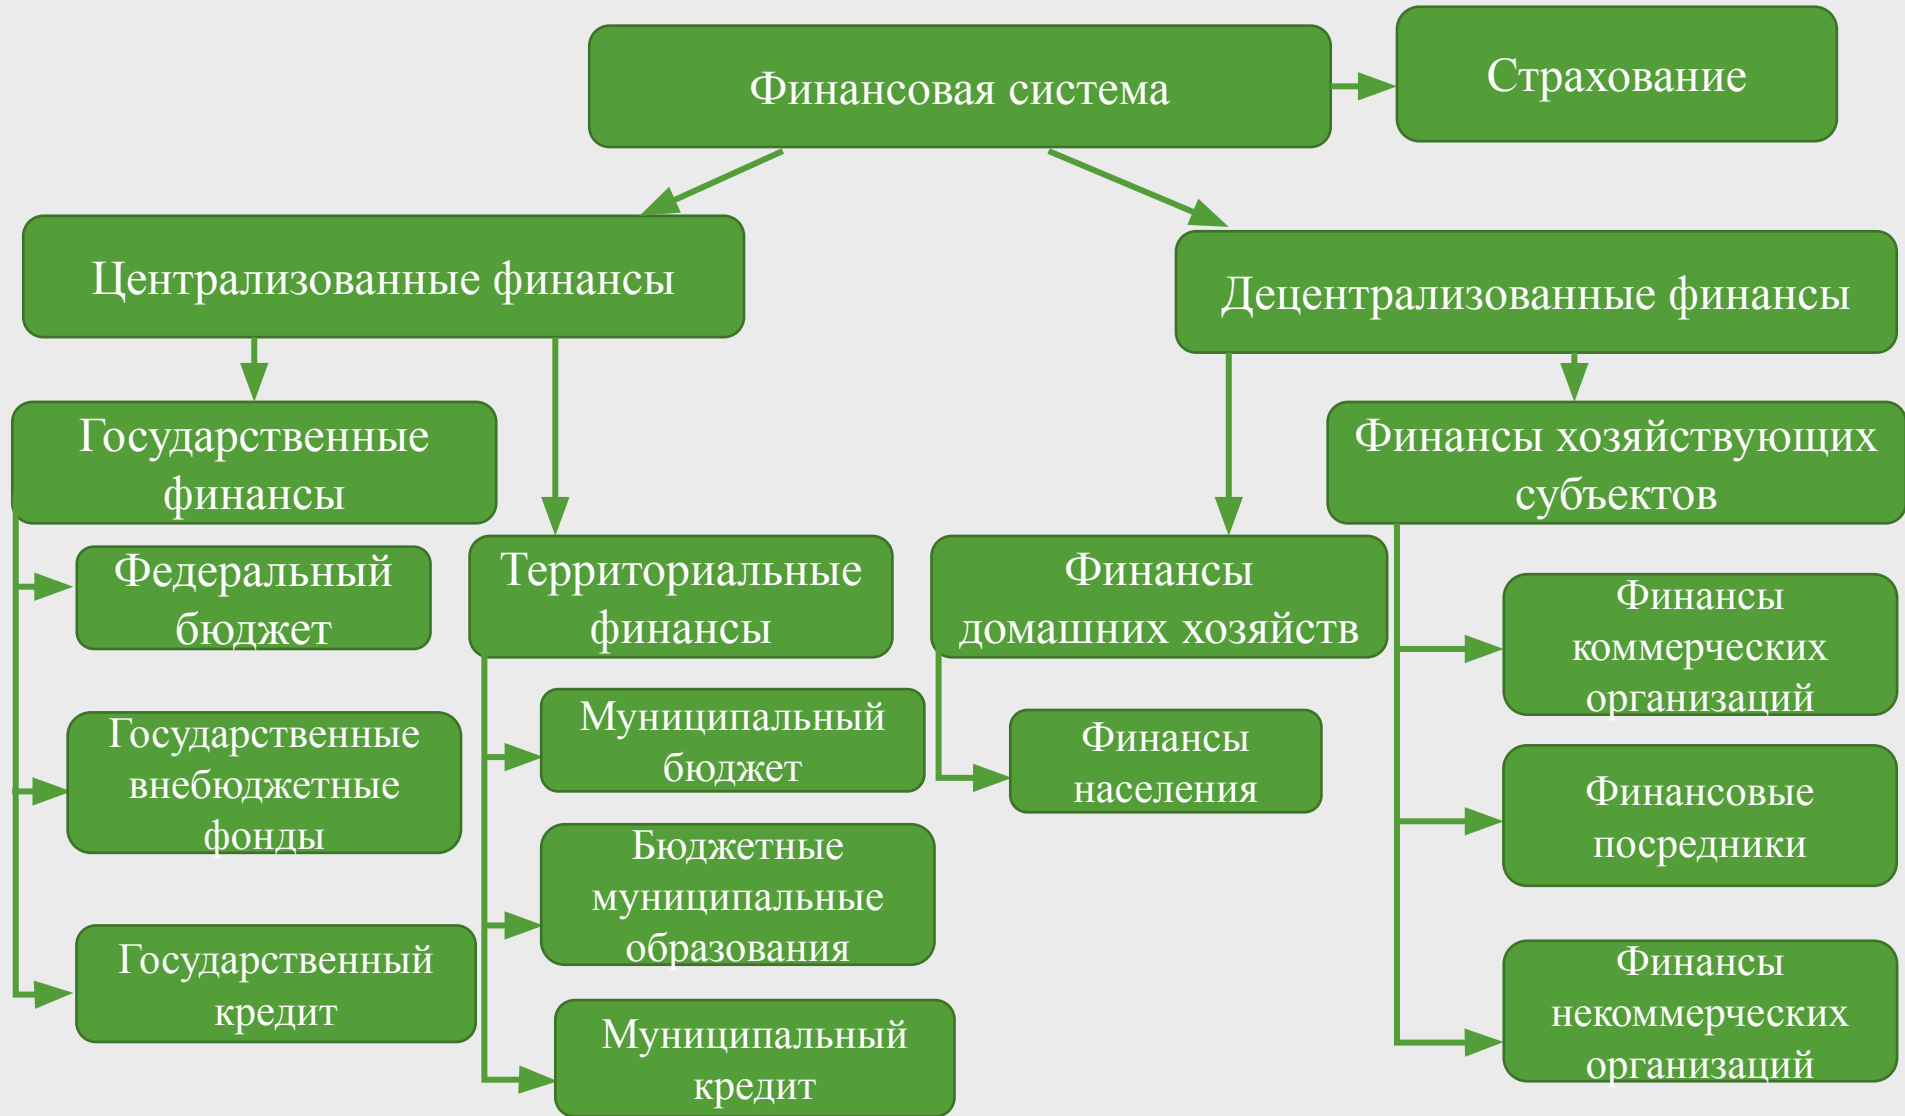 Финансовая система
Страхование
Централизованные финансы
Децентрализованные финансы
Государственные
финансы
Финансы хозяйствующих
субъектов
Федеральный
бюджет
Государственные
внебюджетные
фонды
Государственный
кредит
Территориальные
финансы
Муниципальный
бюджет
Бюджетные
муниципальные
образования
Муниципальный
кредит
Финансы
домашних хозяйств
Финансы
населения
Финансы
коммерческих
организаций
Финансовые
посредники
Финансы
некоммерческих
организаций